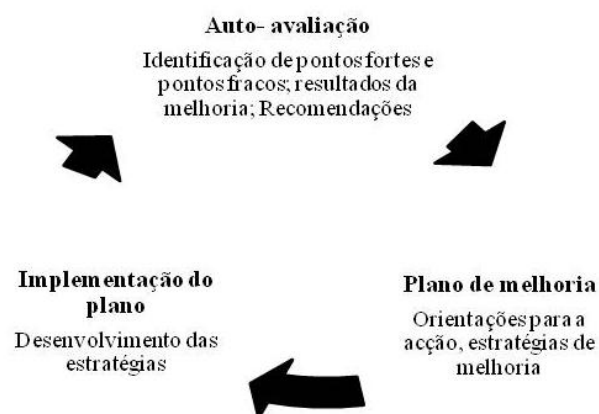 Auto- avaliação
Identificação de pontos fortes e
pontos fracos; resultados da
melhoria; Recomendações
Implementação do
plano
Desenvolvimento das
estratégias
Plano de melhoria
Orientações para a
acção, estratégias de
melhoria